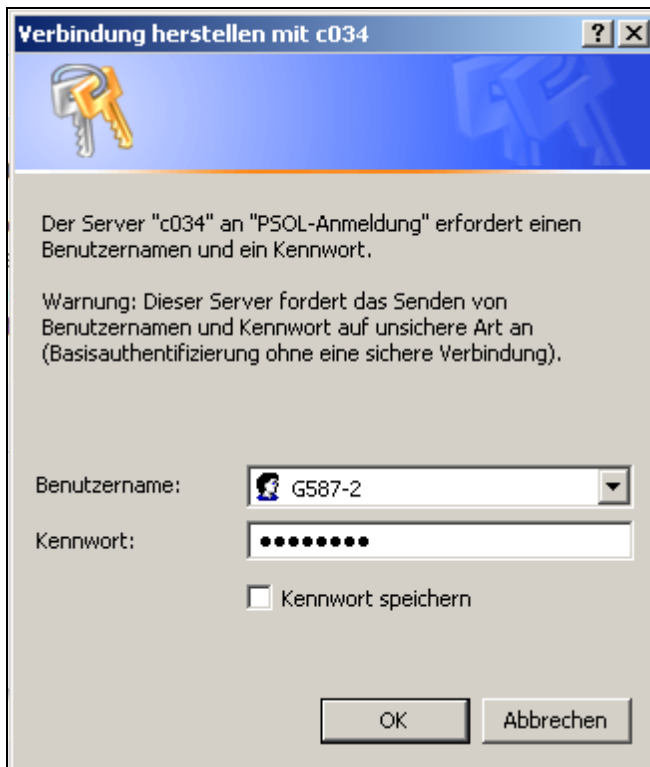 Verbindung herstellen mit c034
Der Server "c034" an "PSOL-Anmeldung" erfordert einen
Benutzernamen und ein Kennwort.
Warnung: Dieser Server fordert das Senden von
Benutzernamen und Kennwort auf unsichere Art an
(Basisauthentifizierung ohne eine sichere Verbindung).
Benutzername:
G587-2
Kennwort:
●●●●●●●●
Kennwort speichern
OK
Abbrechen